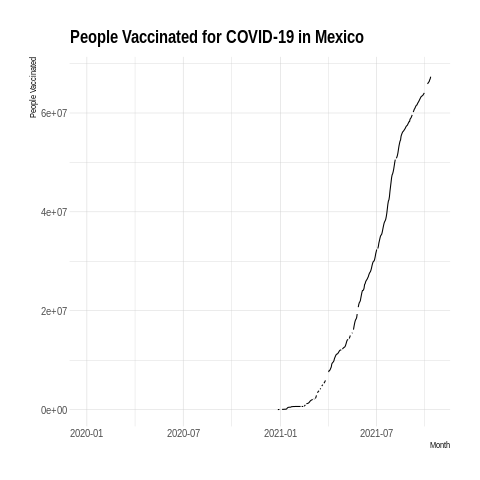 People Vaccinated for COVID-19 in Mexico
People Vaccinated
6e+07
4e+07
2e+07
0e+00
2020-01 2020-07 2021-01 2021-07
Month